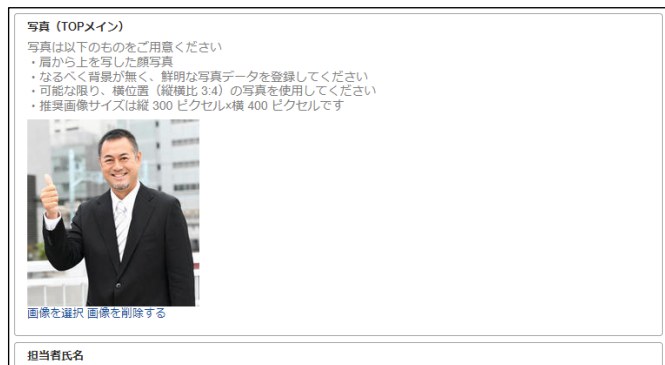 写真（TOPメイン）
写真は以下のものをご用意ください
・肩から上を写した顔写真
・なるべく背景が無く、鮮明な写真データを登録してください
・可能な限り、横位置（縦横比 3:4）の写真を使用してください
・推奨画像サイズは縦 300 ピクセル×横 400 ピクセルです
画像を選択 画像を削除する
担当者氏名